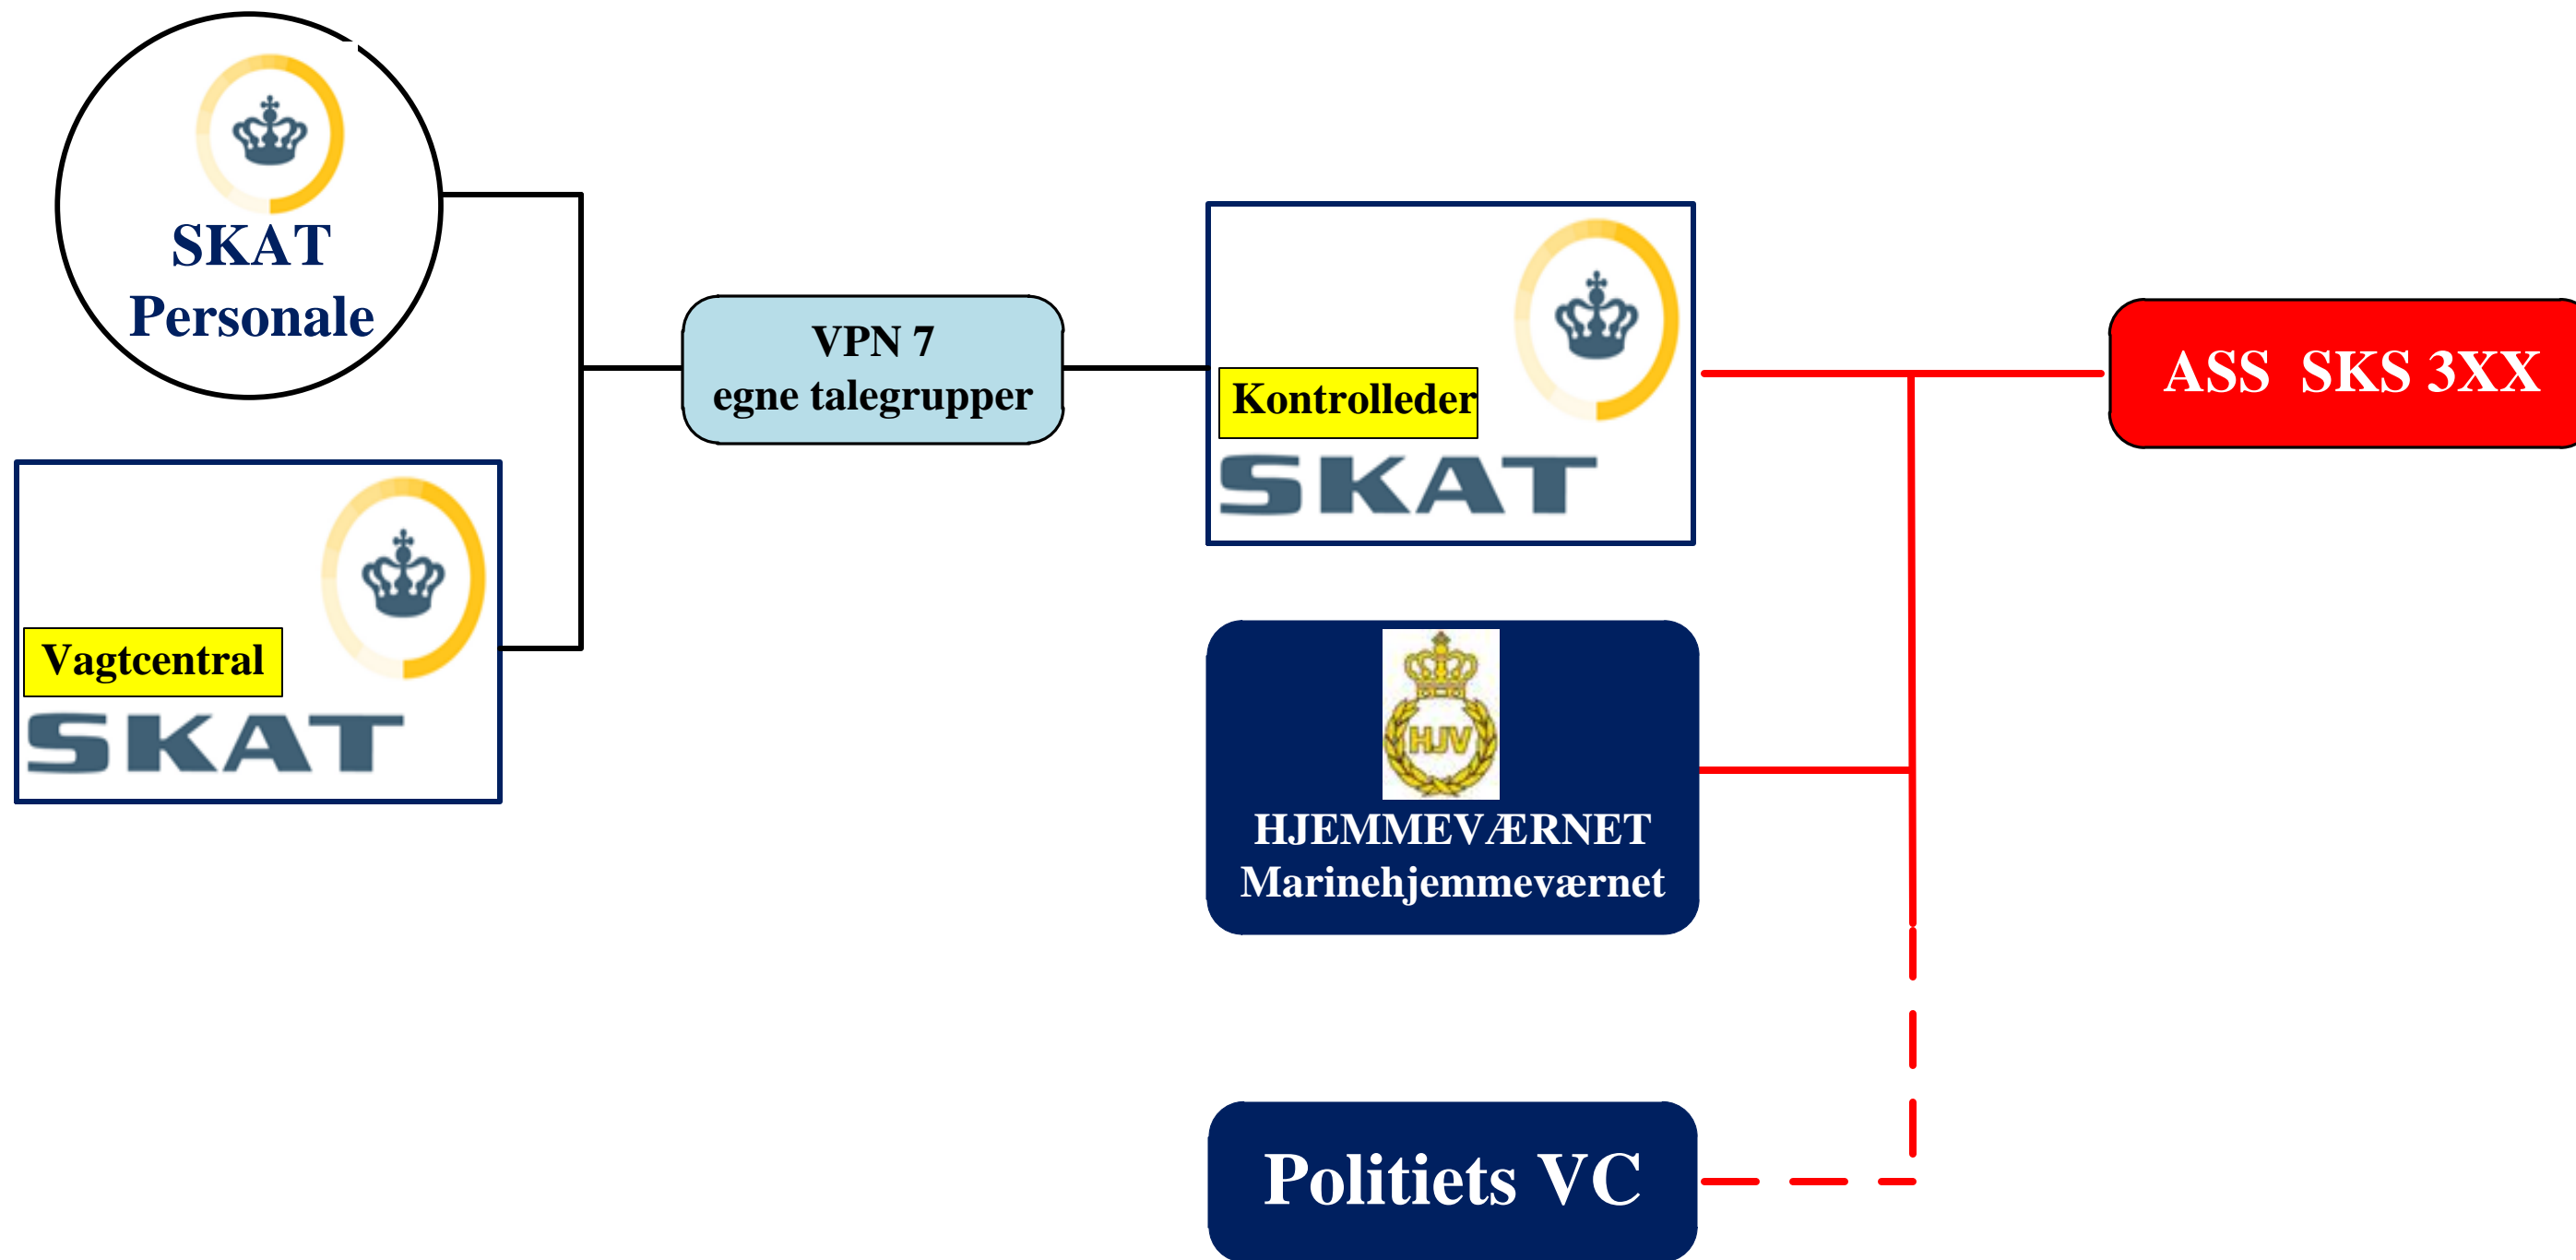 SKAT
Personale
Vagtcentral
SKAT
VPN 7
egne talegrupper
Kontrolleder
SKAT
HJV
HJEMMEVÆRNET
Marinehjemmeværnet
Politiets VC
ASS SKS 3XX